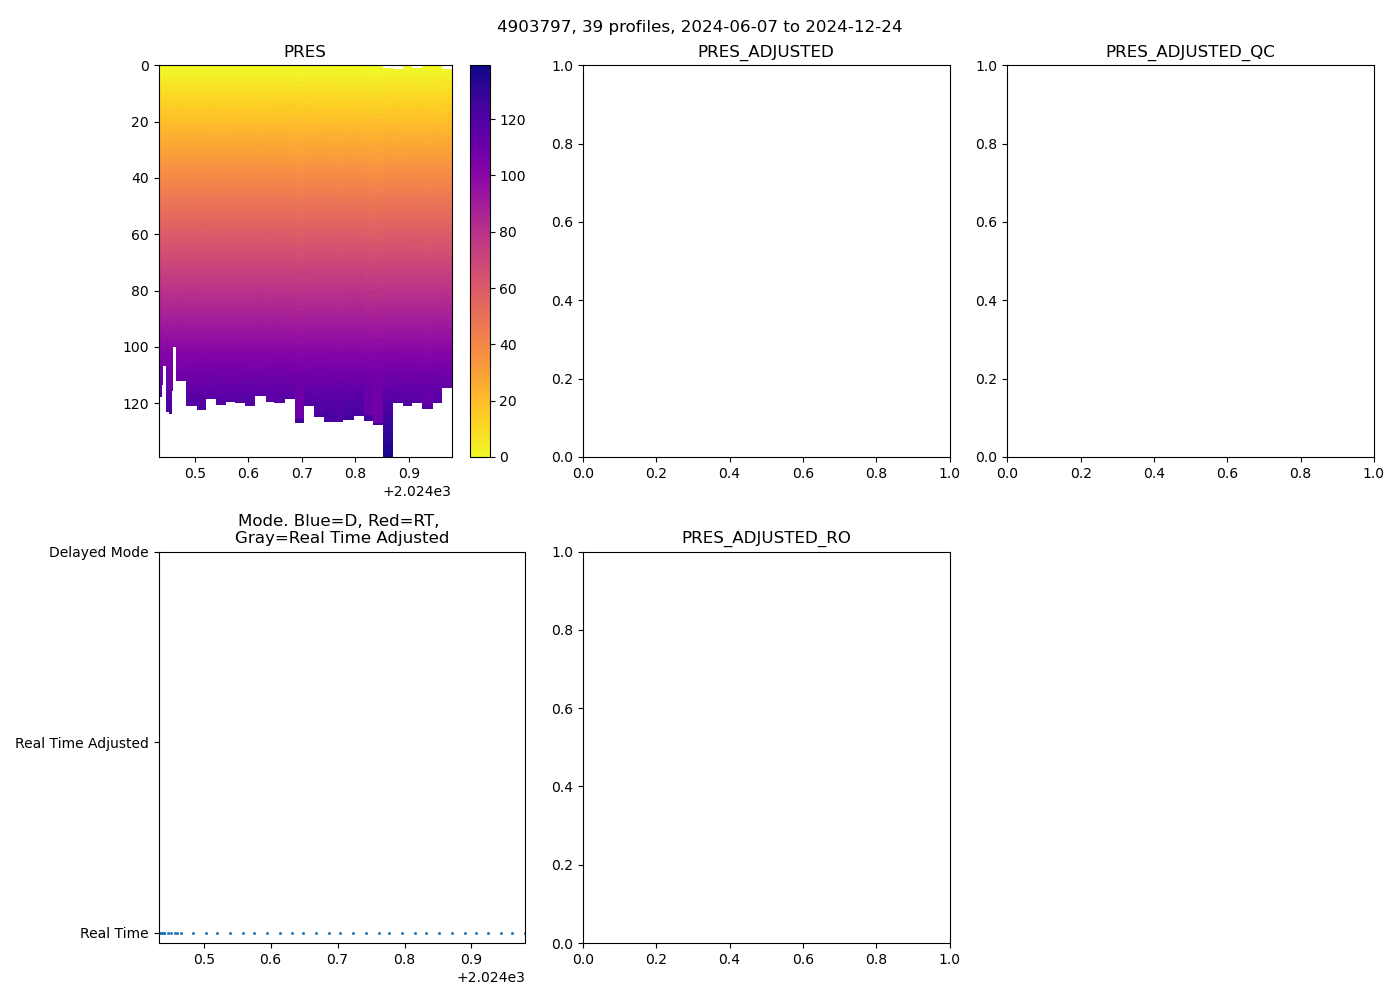 4903797, 39 profiles, 2024-06-07 to 2024-12-24
PRES
0
20
40
60
80
100
120
0.5 0.6 0.7 0.8 0.9
+2.024e3
120
100
80
60
40
20
0
PRES_ADJUSTED
1.0
0.8
0.6
0.4
0.2
0.0
0.0 0.2 0.4 0.6 0.8 1.0
PRES_ADJUSTED_QC
1.0
0.8
0.6
0.4
0.2
0.0
0.0 0.2 0.4 0.6 0.8 1.0
Mode. Blue=D, Red=RT,
Gray=Real Time Adjusted
Delayed Mode
Real Time Adjusted
Real Time
0.5 0.6 0.7 0.8 0.9
+2.024e3
PRES_ADJUSTED_RO
1.0
0.8
0.6
0.4
0.2
0.0
0.0 0.2 0.4 0.6 0.8 1.0